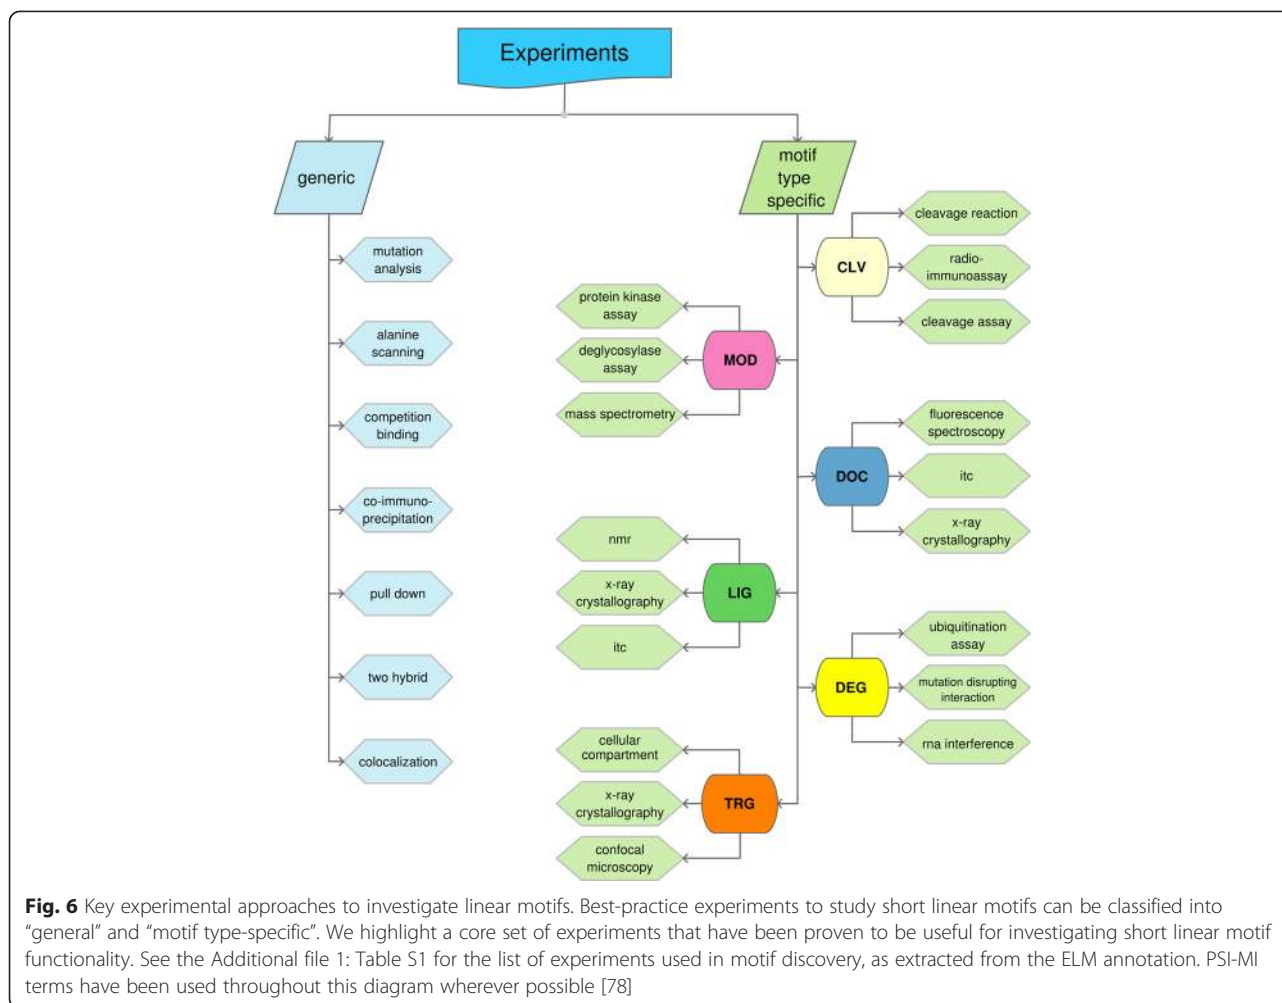 Experiments
generic
motif
type
specific
mutation
analysis
alanine
scanning
competition
binding
co-immuno-
precipitation
pull down
two hybrid
colocalization
CLV
cleavage reaction
radio-
immunoassay
cleavage assay
MOD
protein kinase
assay
deglycosylase
assay
mass spectrometry
DOC
fluorescence
spectroscopy
itc
x-ray
crystallography
LIG
nmr
x-ray
crystallography
itc
DEG
ubiquitination
assay
mutation disrupting
interaction
rna interference
TRG
cellular
compartment
x-ray
crystallography
confocal
microscopy
Fig. 6 Key experimental approaches to investigate linear motifs. Best-practice experiments to study short linear motifs can be classified into
“general” and “motif type-specific”. We highlight a core set of experiments that have been proven to be useful for investigating short linear motif
functionality. See the Additional file 1: Table S1 for the list of experiments used in motif discovery, as extracted from the ELM annotation. PSI-MI
terms have been used throughout this diagram wherever possible [78]